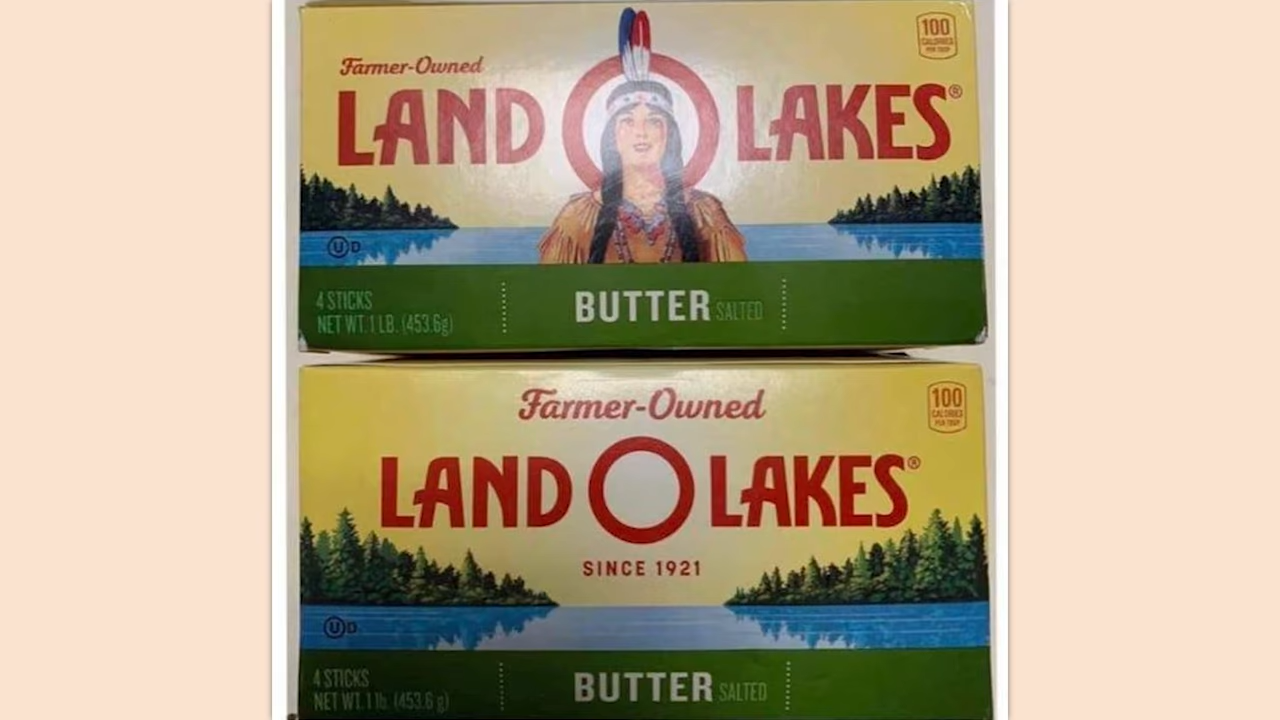 100
CALORIES
PER TBSP
Farmer-Owned
LAND O LAKES®
U D
4 STICKS
NET WT. 1 LB. (453.6g)
BUTTER SALTED
Farmer-Owned
100
CALORIES
PER TBSP
LAND O LAKES®
SINCE 1921
U D
4 STICKS
NET WT. 1 lb. (453.6 g)
BUTTER SALTED